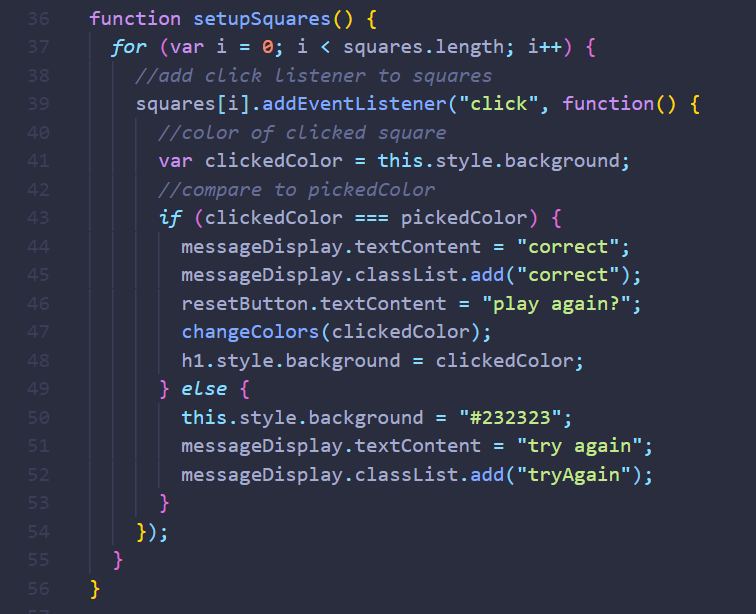 36 function setupSquares() {
37 for (var i = 0; i < squares.length; i++) {
38 //add click listener to squares
39 squares[i].addEventListener("click", function() {
40 //color of clicked square
41 var clickedColor = this.style.background;
42 //compare to pickedColor
43 if (clickedColor === pickedColor) {
44 messageDisplay.textContent = "correct";
45 messageDisplay.classList.add("correct");
46 resetButton.textContent = "play again?";
47 changeColors(clickedColor);
48 h1.style.background = clickedColor;
49 } else {
50 this.style.background = "#232323";
51 messageDisplay.textContent = "try again";
52 messageDisplay.classList.add("tryAgain");
53 }
54 });
55 }
56 }